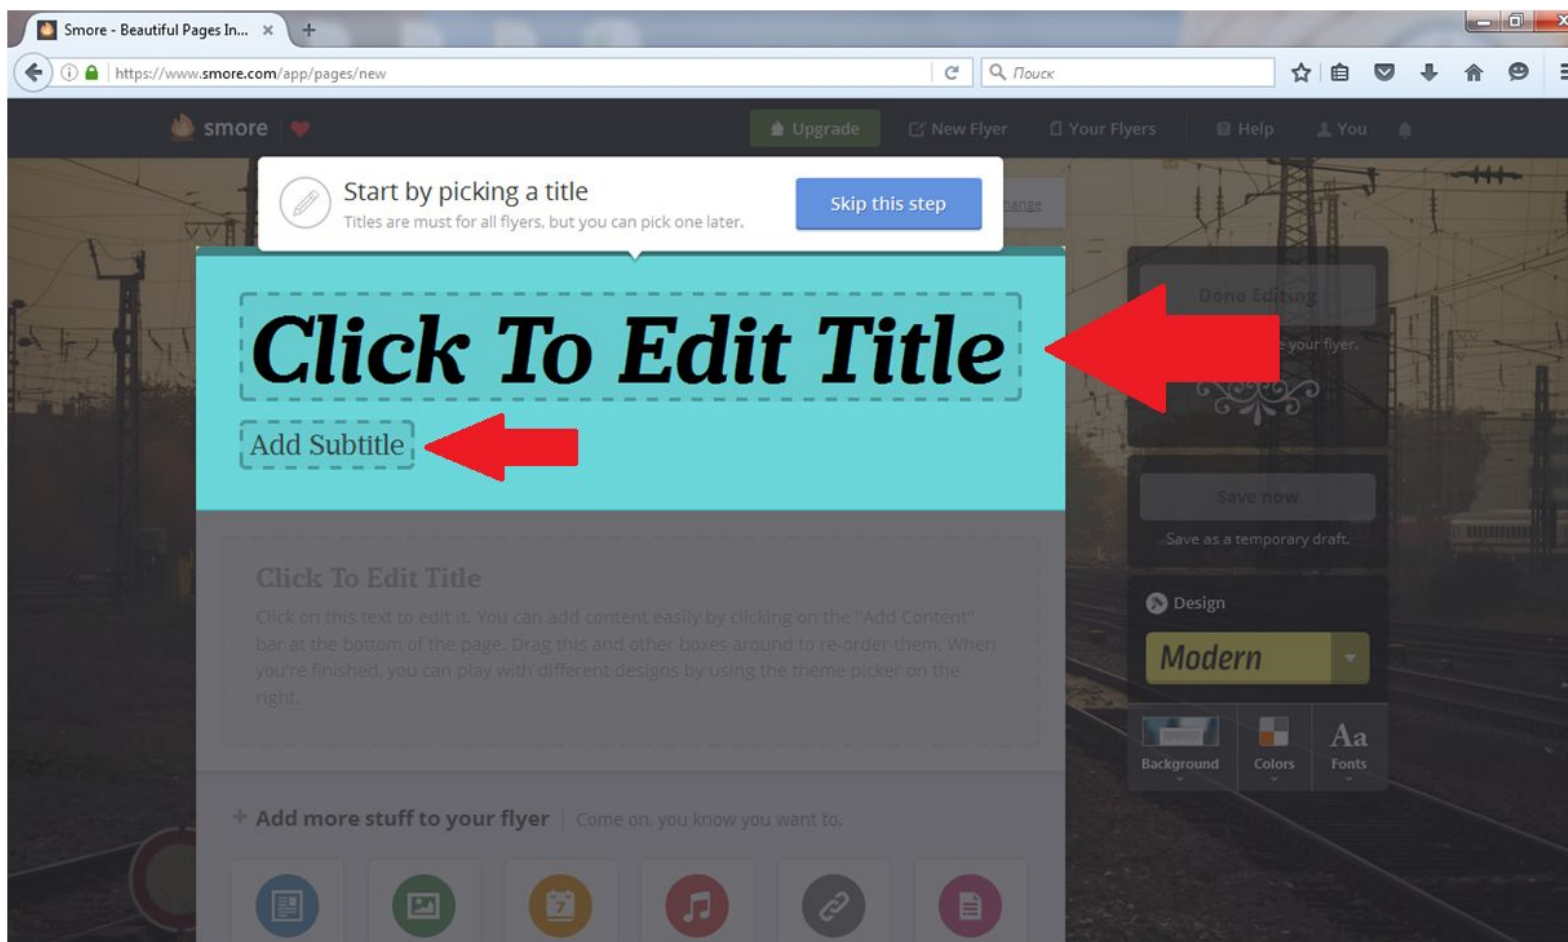 Smore - Beautiful Pages In...
https://www.smore.com/app/pages/new
Поиск
smore
Upgrade
New Flyer
Your Flyers
Help
You
Start by picking a title
Titles are must for all flyers, but you can pick one later.
Skip this step
Click To Edit Title
Add Subtitle
Done Editing
your flyer.
Save now
Save as a temporary draft.
Click To Edit Title
Click on this text to edit it. You can add content easily by clicking on the "Add Content"
bar at the bottom of the page. Drag this and other boxes around to re-order them. When
you're finished, you can play with different designs by using the theme picker on the
right.
Design
Modern
Background
Colors
Aa
Fonts
Add more stuff to your flyer
Come on, you know you want to.
7